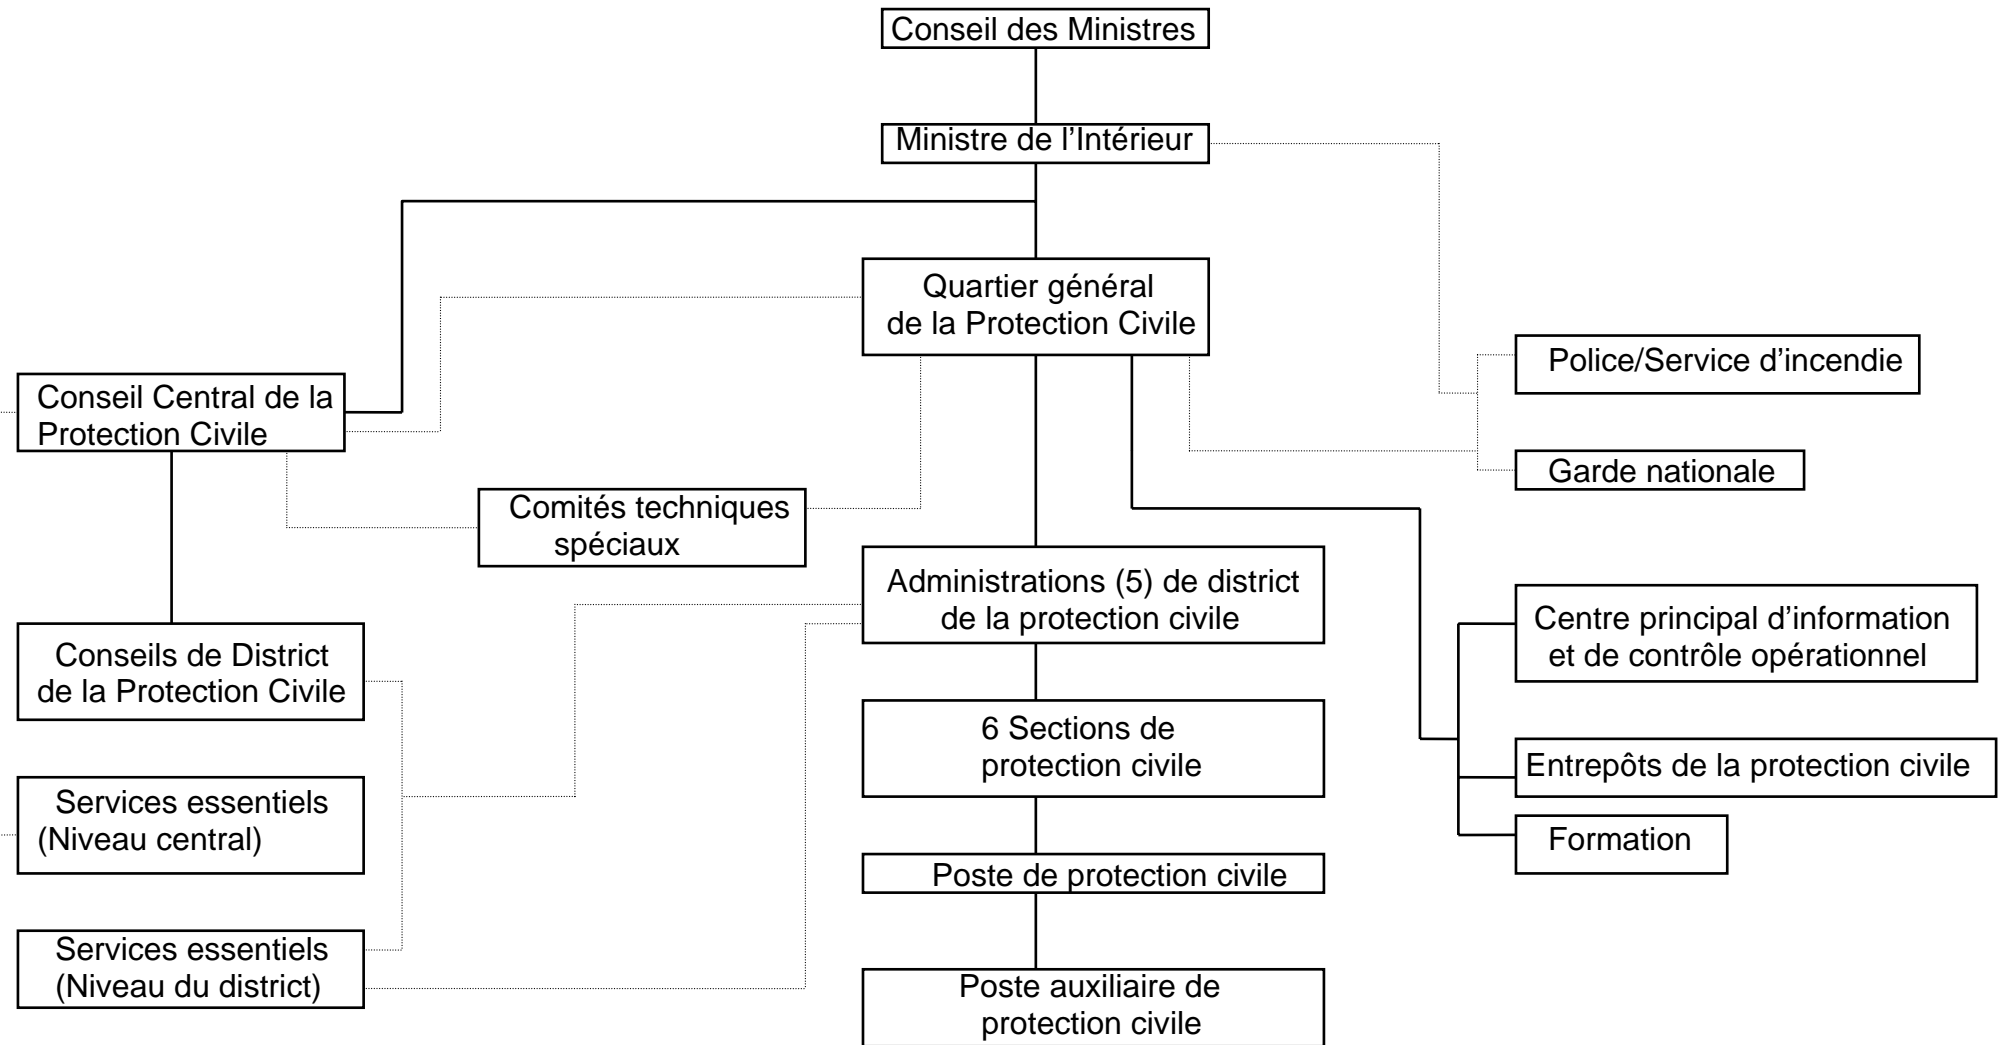 Conseil des Ministres
Ministre de l'Intérieur
Quartier général
de la Protection Civile
Police/Service d'incendie
Conseil Central de la
Protection Civile
Garde nationale
Comités techniques
spéciaux
Administrations (5) de district
de la protection civile
Centre principal d'information
et de contrôle opérationnel
Conseils de District
de la Protection Civile
6 Sections de
protection civile
Entrepôts de la protection civile
Services essentiels
(Niveau central)
Formation
Poste de protection civile
Services essentiels
(Niveau du district)
Poste auxiliaire de
protection civile